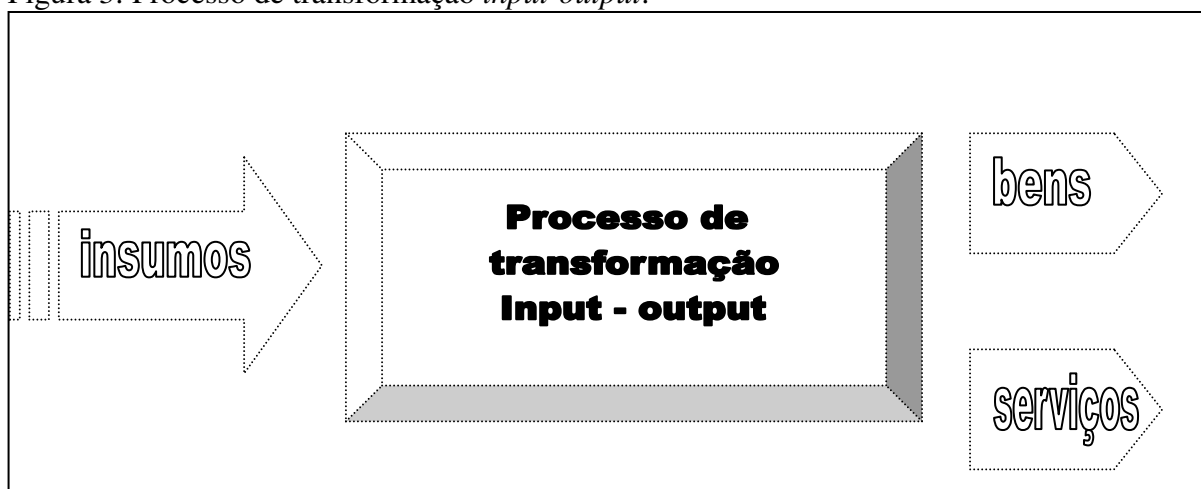 Figura 3: Processo de transformação input-output.
insumos
Processo de
transformação
Input - output
bens
serviços